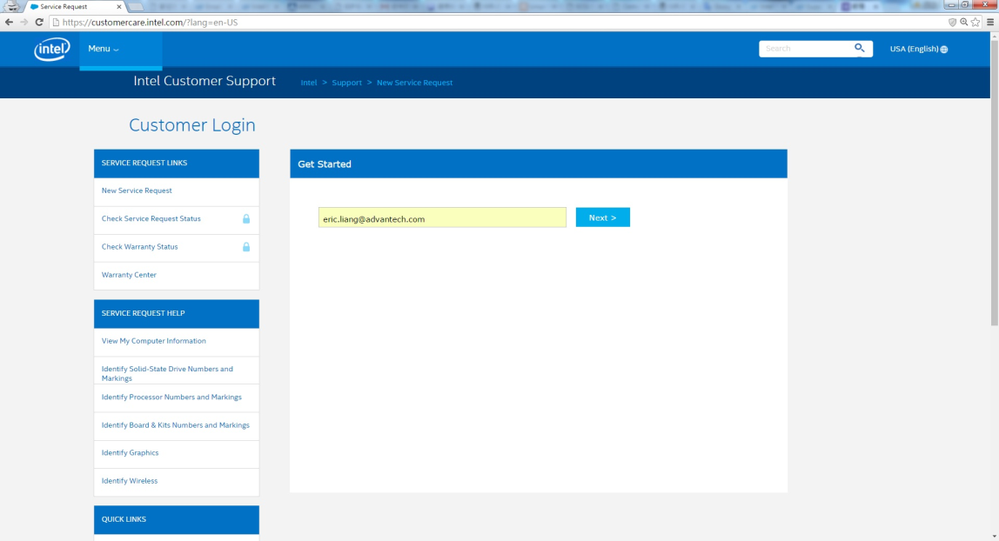 Service Request
https://customercare.intel.com/?lang=en-US
intel
Menu
Search
USA (English)
Intel Customer Support
Intel > Support > New Service Request
Customer Login
SERVICE REQUEST LINKS
New Service Request
Check Service Request Status
Check Warranty Status
Warranty Center
SERVICE REQUEST HELP
View My Computer Information
Identify Solid-State Drive Numbers and
Markings
Identify Processor Numbers and Markings
Identify Board & Kits Numbers and Markings
Identify Graphics
Identify Wireless
QUICK LINKS
Get Started
eric.liang@advantech.com
Next >